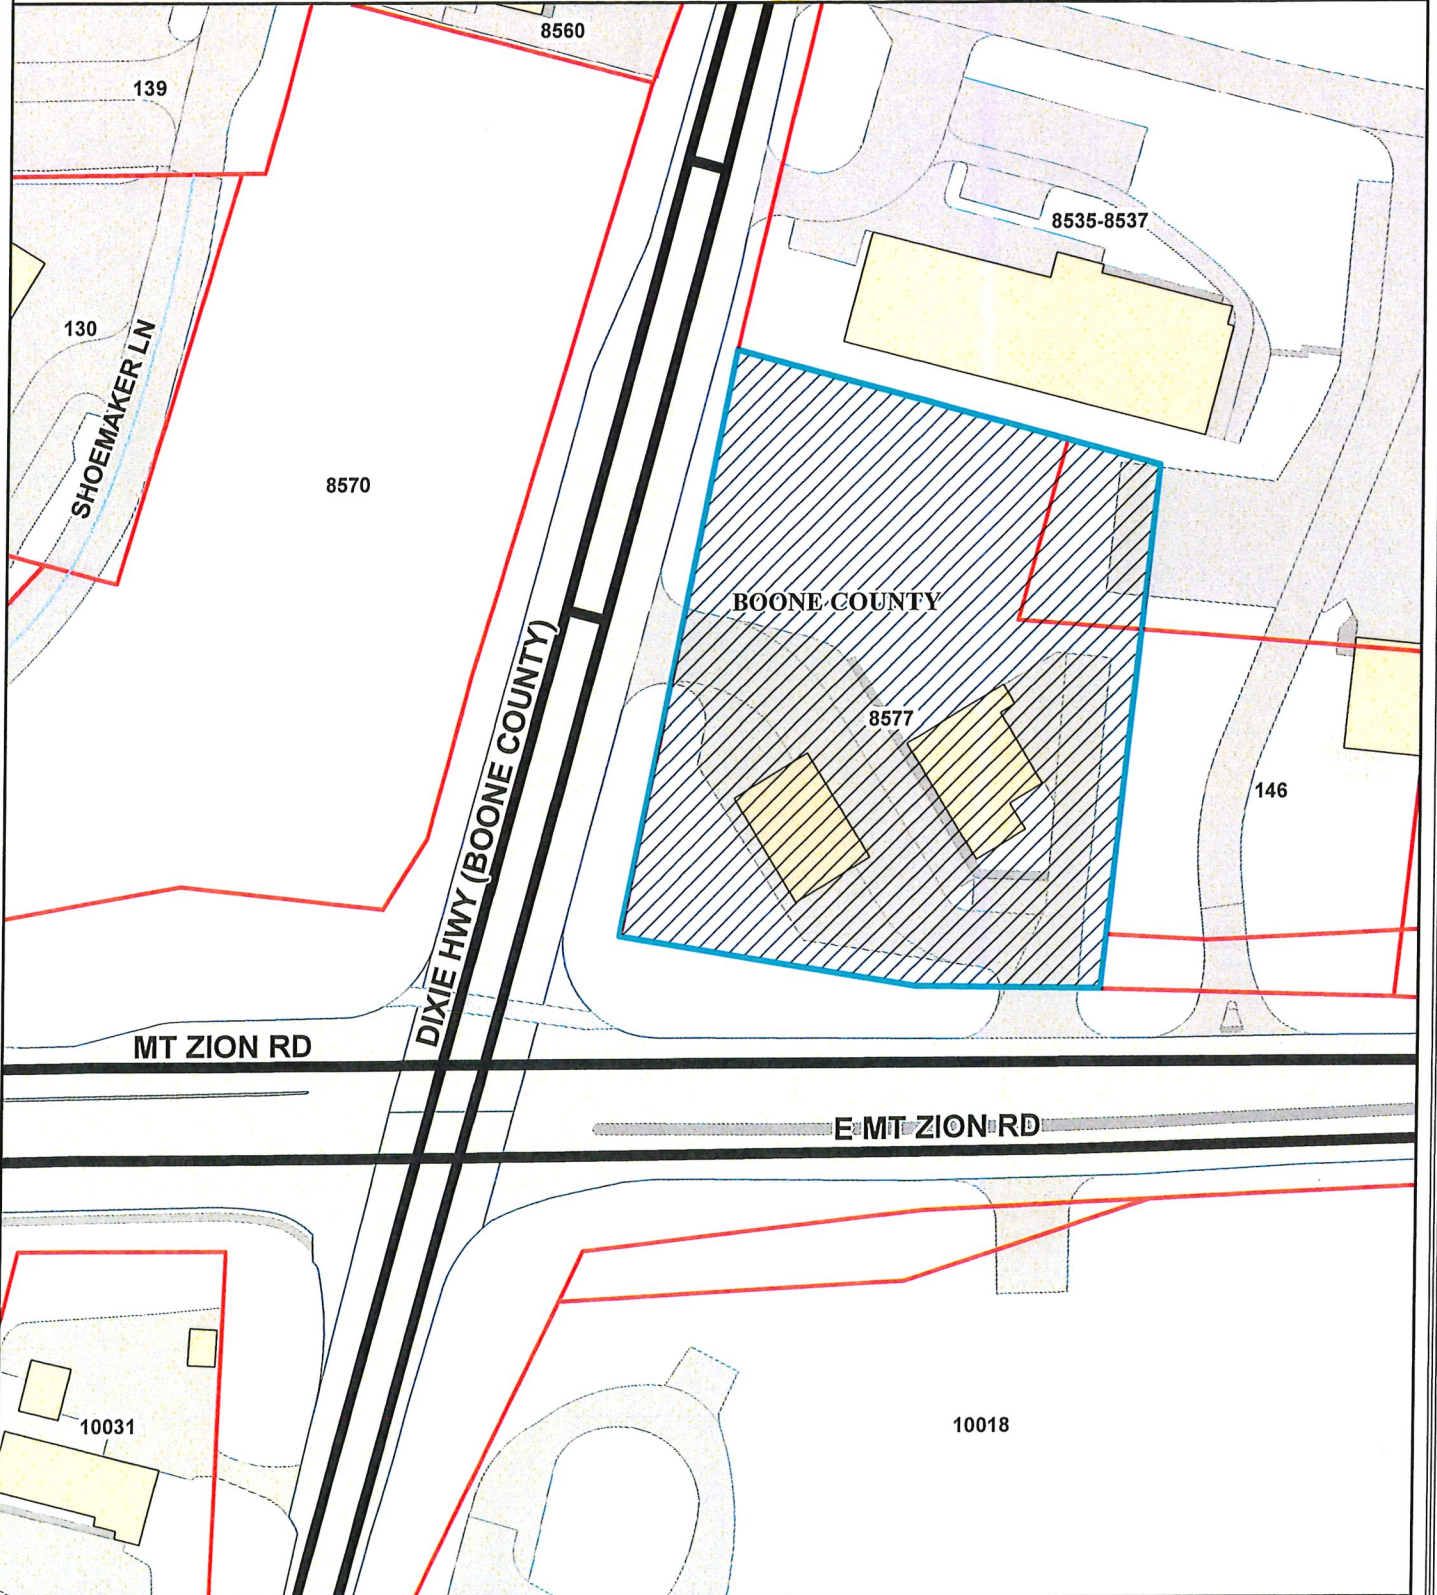 8560
139
8535-8537
130
SHOEMAKER LN
8570
BOONE COUNTY
8577
DIXIE HWY (BOONE COUNTY)
146
MT ZION RD
E MT ZION RD
10031
10018